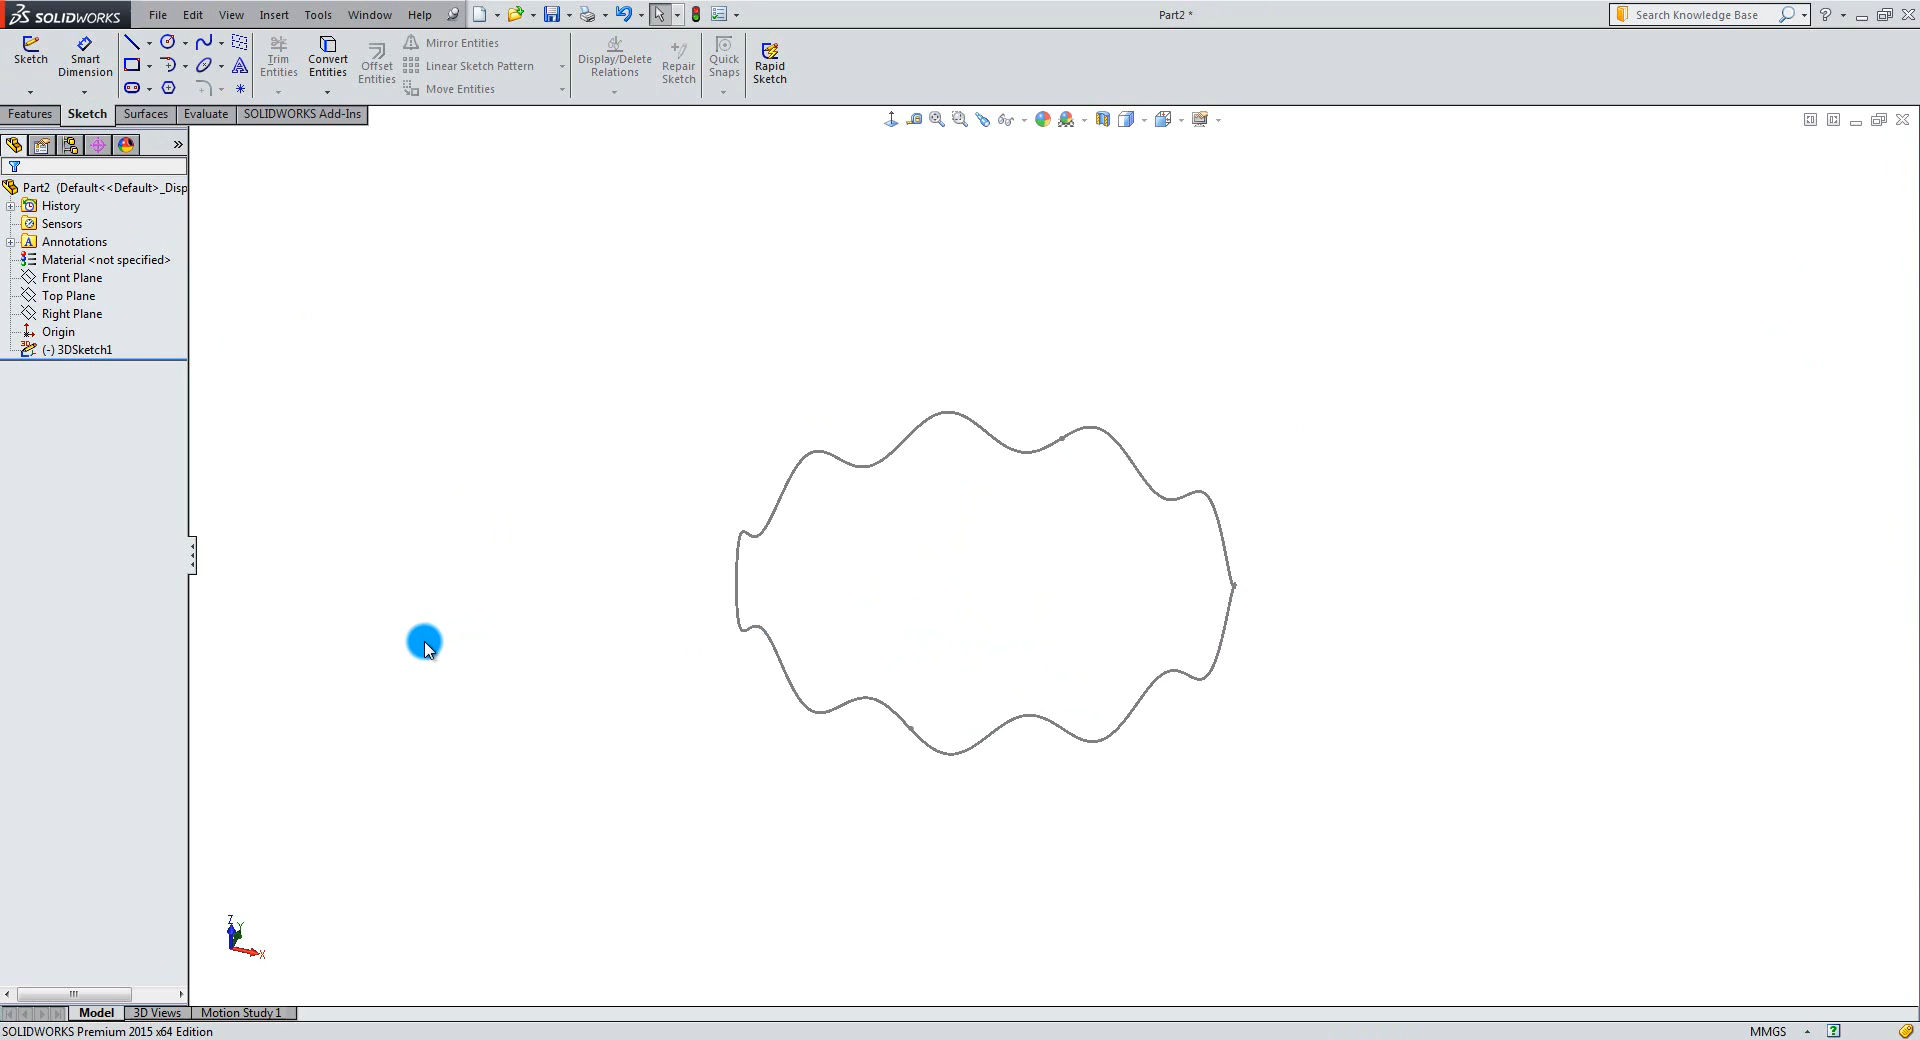 SOLIDWORKS File Edit View Insert Tools Window Help Part2 * Search Knowledge Base ?
Sketch Smart Dimension Trim Entities Convert Entities Offset Entities Mirror Entities Linear Sketch Pattern Move Entities Display/Delete Relations Repair Sketch Quick Snaps Rapid Sketch
Features Sketch Surfaces Evaluate SOLIDWORKS Add-Ins
Part2 (Default<<Default>_Disp
History
Sensors
Annotations
Material <not specified>
Front Plane
Top Plane
Right Plane
Origin
(-) 3DSketch1
Z Y
X
Model 3D Views Motion Study 1
SOLIDWORKS Premium 2015 x64 Edition MMGS ?